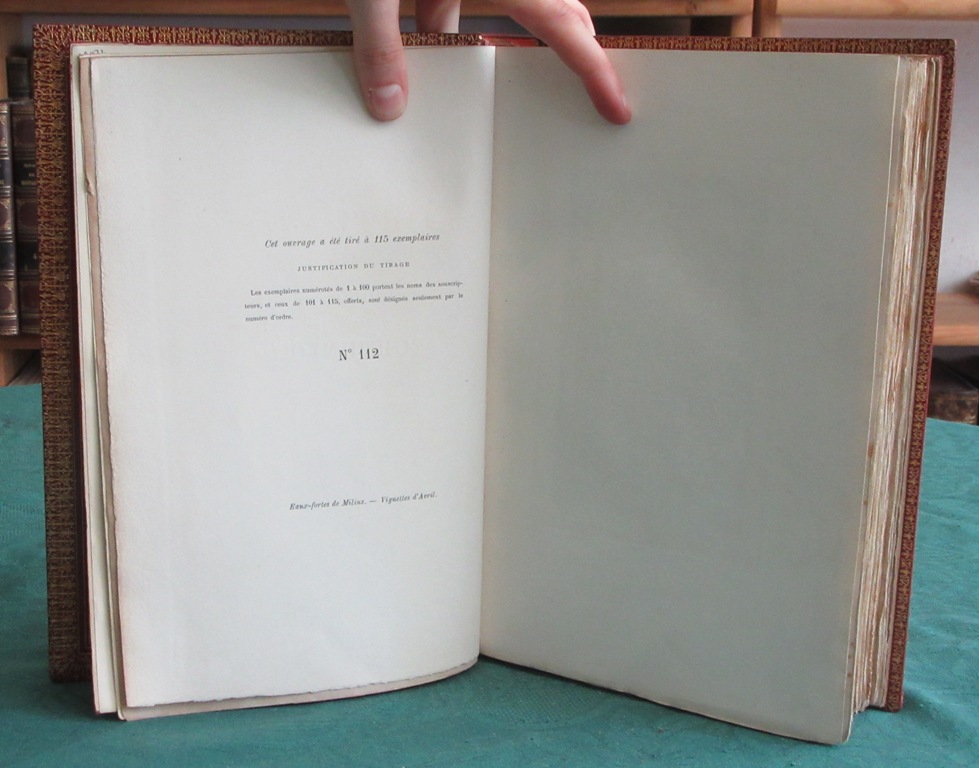 Cet ouvrage a été tiré à 115 exemplaires
JUSTIFICATION DU TIRAGE
Les exemplaires numérotés de 1 à 100 portent les noms des souscrip-
teurs, et ceux de 101 à 115, offerts, sont désignés seulement par le
numéro d'ordre.
N° 112
Eaux-fortes de Milius. — Vignettes d'Avril.